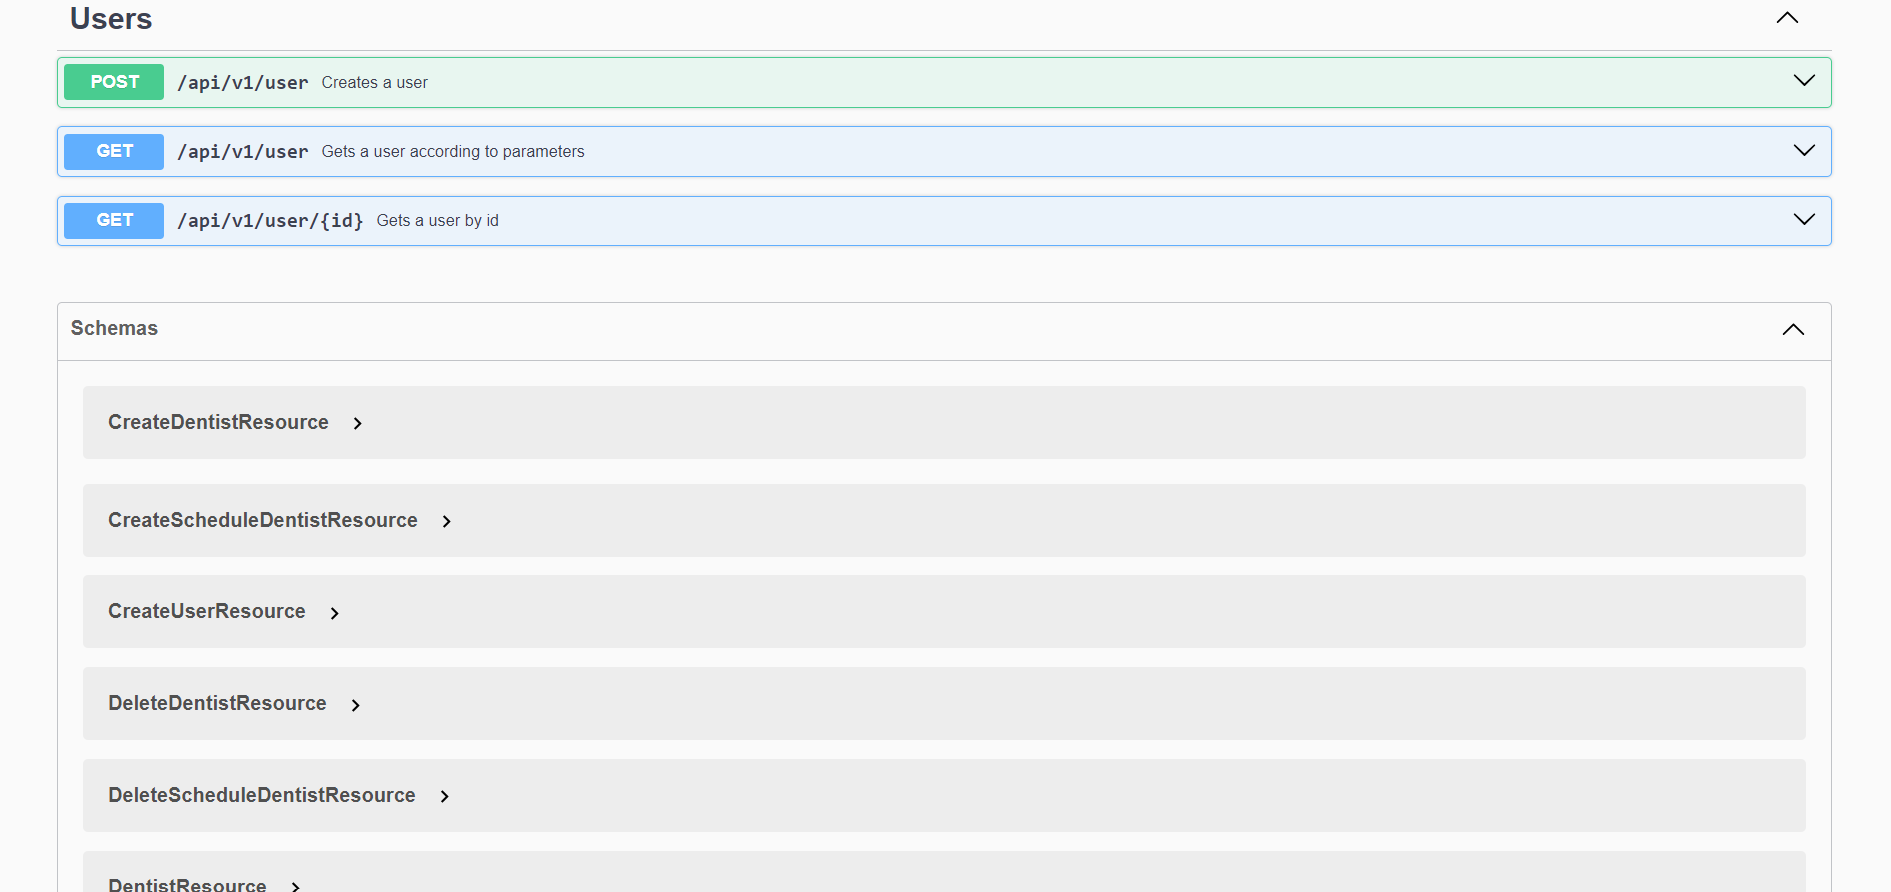 Users
POST /api/v1/user Creates a user
GET /api/v1/user Gets a user according to parameters
GET /api/v1/user/{id} Gets a user by id
Schemas
CreateDentistResource
CreateScheduleDentistResource
CreateUserResource
DeleteDentistResource
DeleteScheduleDentistResource
DentistResource